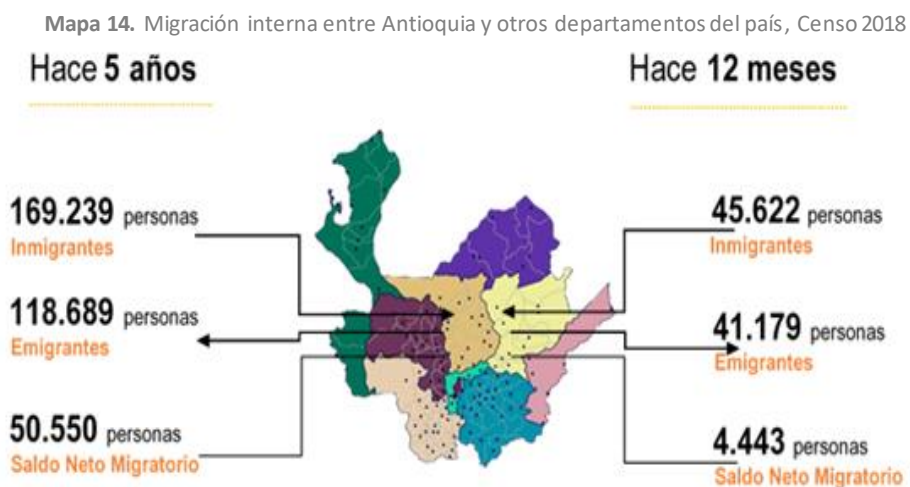 Mapa 14. Migración interna entre Antioquia y otros departamentos del país, Censo 2018
Hace 5 años
Hace 12 meses
169.239 personas
Inmigrantes
118.689 personas
Emigrantes
50.550 personas
Saldo Neto Migratorio
45.622 personas
Inmigrantes
41.179 personas
Emigrantes
4.443 personas
Saldo Neto Migratorio